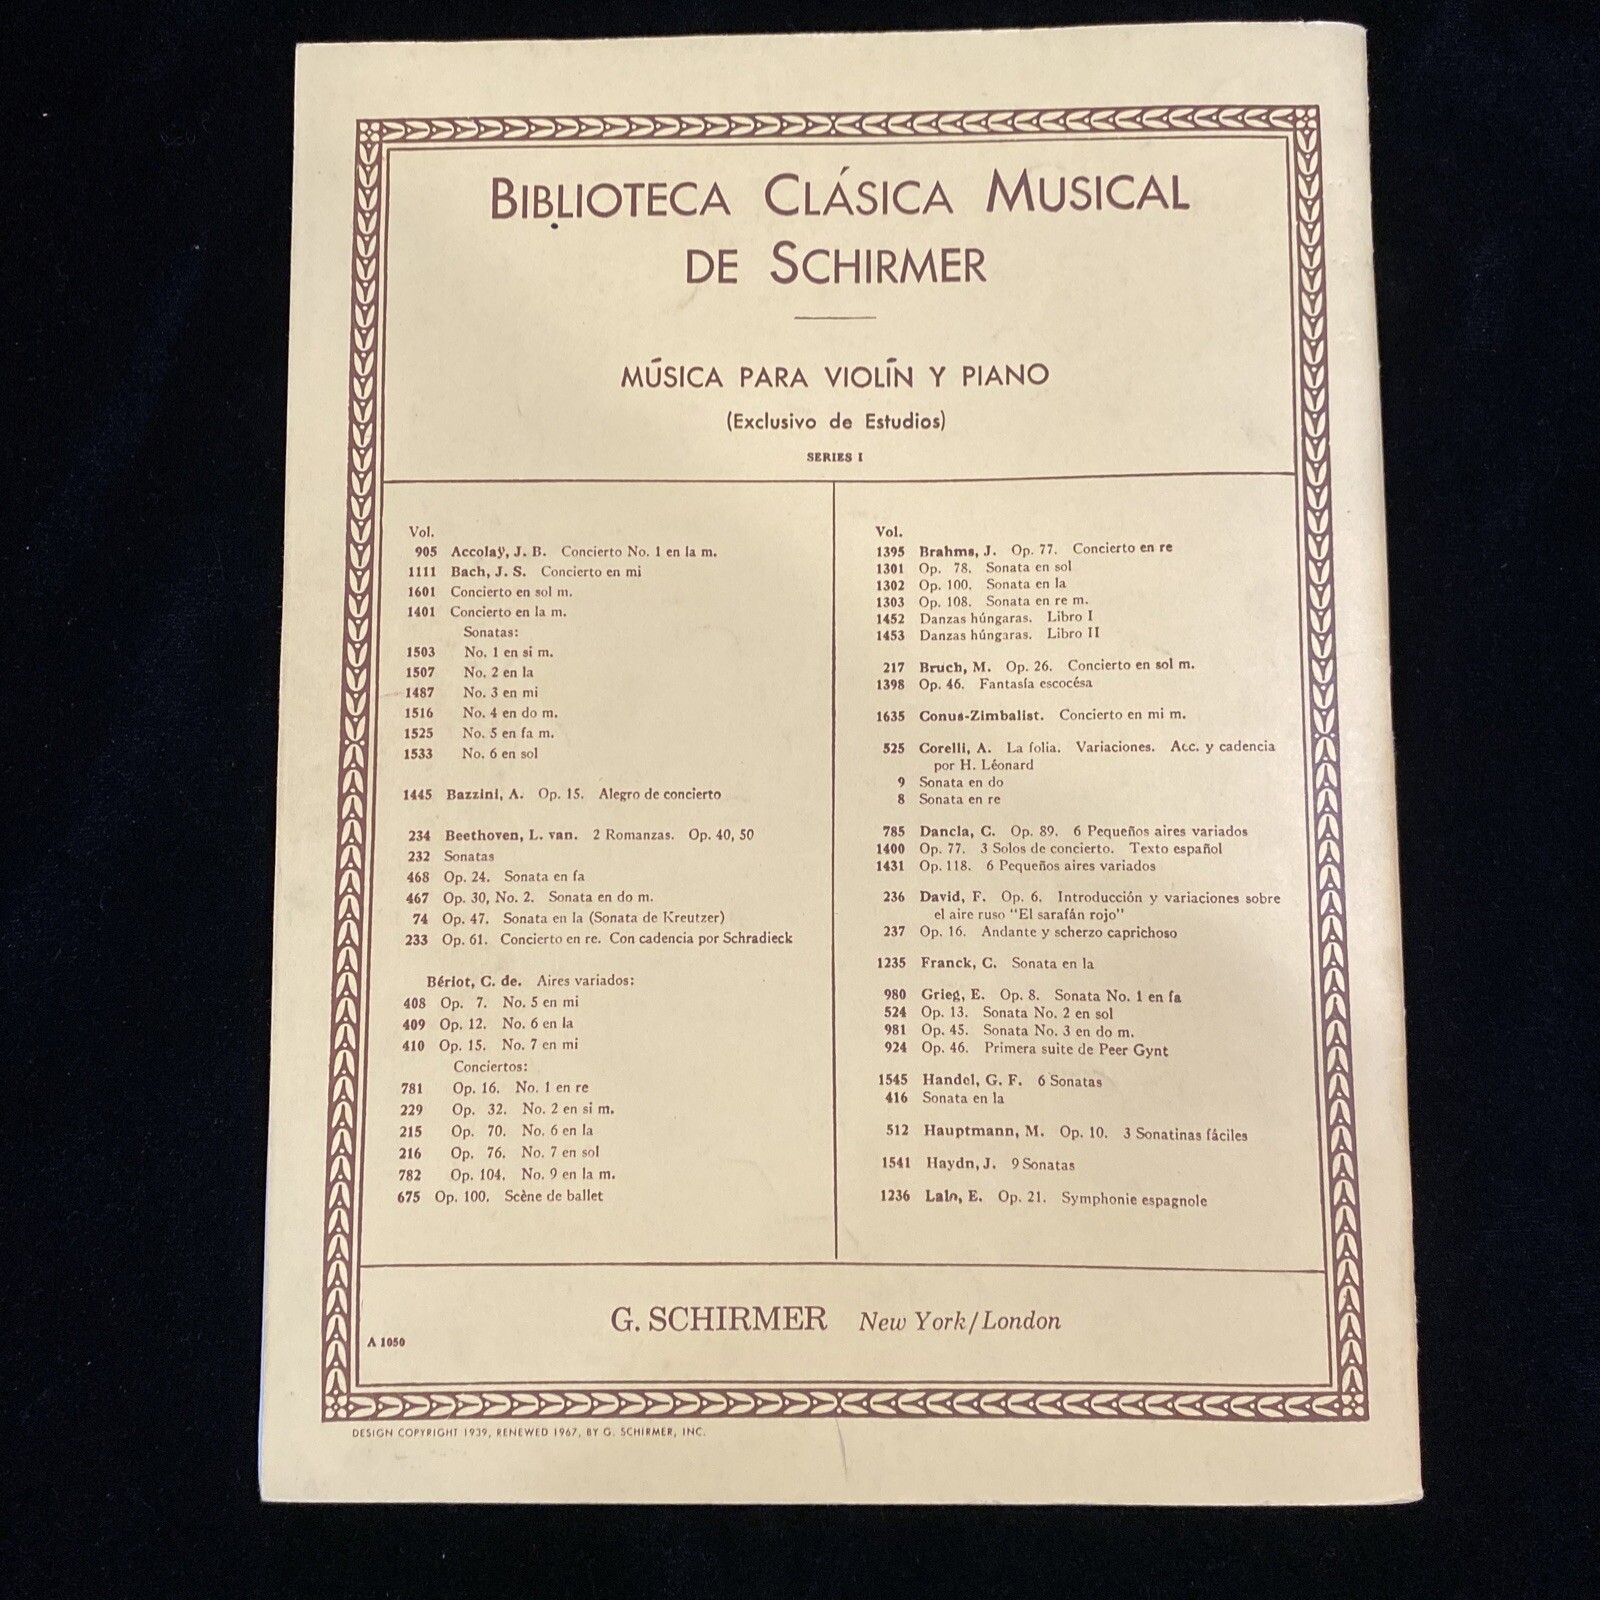 BIBLIOTECA CLÁSICA MUSICAL
DE SCHIRMER
MÚSICA PARA VIOLÍN Y PIANO
(Exclusivo de Estudios)
SERIES I
Vol.
905 Accolaÿ, J. B. Concierto No. 1 en la m.
1111 Bach, J. S. Concierto en mi
1601 Concierto en sol m.
1401 Concierto en la m.
Sonatas:
1503 No. 1 en si m.
1507 No. 2 en la
1487 No. 3 en mi
1516 No. 4 en do m.
1525 No. 5 en fa m.
1533 No. 6 en sol
1445 Bazzini, A. Op. 15. Alegro de concierto
234 Beethoven, L. van. 2 Romanzas. Op. 40, 50
232 Sonatas
468 Op. 24. Sonata en fa
467 Op. 30, No. 2. Sonata en do m.
74 Op. 47. Sonata en la (Sonata de Kreutzer)
233 Op. 61. Concierto en re. Con cadencia por Schradieck
Bériot, C. de. Aires variados:
408 Op. 7. No. 5 en mi
409 Op. 12. No. 6 en la
410 Op. 15. No. 7 en mi
Conciertos:
781 Op. 16. No. 1 en re
229 Op. 32. No. 2 en si m.
215 Op. 70. No. 6 en la
216 Op. 76. No. 7 en sol
782 Op. 104. No. 9 en la m.
675 Op. 100. Scène de ballet
Vol.
1395 Brahms, J. Op. 77. Concierto en re
1301 Op. 78. Sonata en sol
1302 Op. 100. Sonata en la
1303 Op. 108. Sonata en re m.
1452 Danzas húngaras. Libro I
1453 Danzas húngaras. Libro II
217 Bruch, M. Op. 26. Concierto en sol m.
1398 Op. 46. Fantasía escocésa
1635 Conus-Zimbalist. Concierto en mi m.
525 Corelli, A. La folia. Variaciones. Acc. y cadencia
por H. Léonard
9 Sonata en do
8 Sonata en re
785 Dancla, C. Op. 89. 6 Pequeños aires variados
1400 Op. 77. 3 Solos de concierto. Texto español
1431 Op. 118. 6 Pequeños aires variados
236 David, F. Op. 6. Introducción y variaciones sobre
el aire ruso "El sarafán rojo"
237 Op. 16. Andante y scherzo caprichoso
1235 Franck, C. Sonata en la
980 Grieg, E. Op. 8. Sonata No. 1 en fa
524 Op. 13. Sonata No. 2 en sol
981 Op. 45. Sonata No. 3 en do m.
924 Op. 46. Primera suite de Peer Gynt
1545 Handel, G. F. 6 Sonatas
416 Sonata en la
512 Hauptmann, M. Op. 10. 3 Sonatinas fáciles
1541 Haydn, J. 9 Sonatas
1236 Lalo, E. Op. 21. Symphonie espagnole
G. SCHIRMER New York/London
A 1050
DESIGN COPYRIGHT 1939, RENEWED 1967, BY G. SCHIRMER, INC.